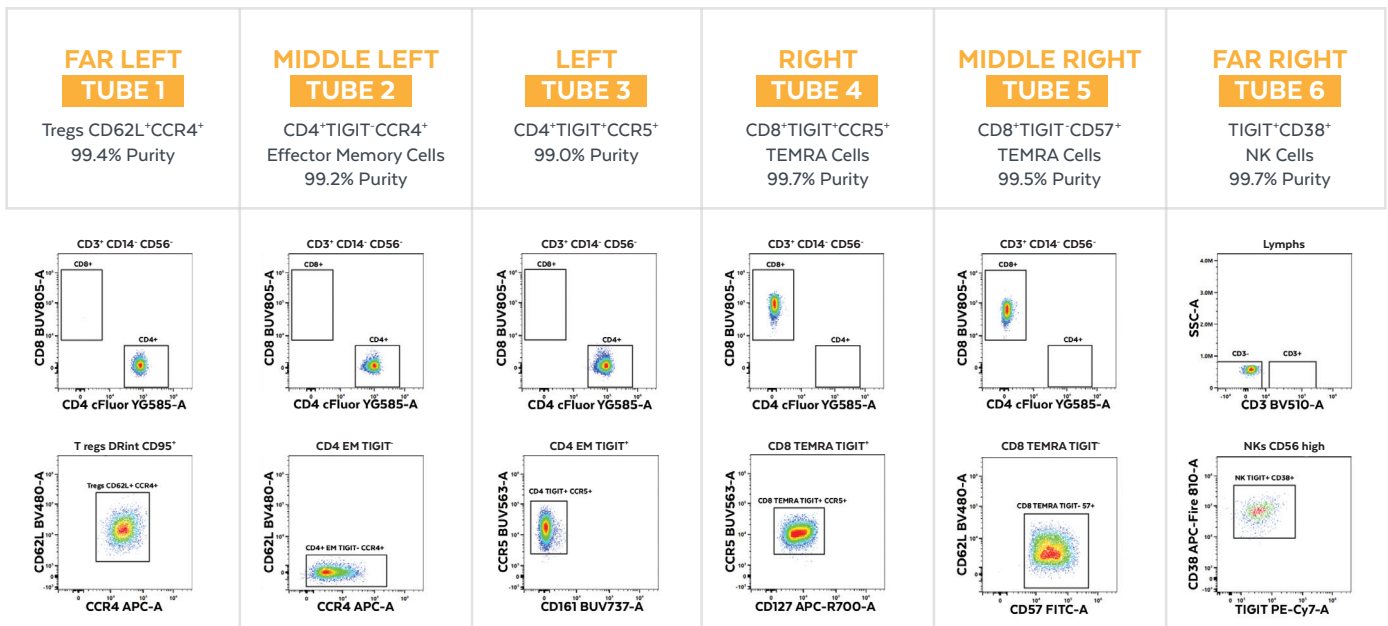 FAR LEFT
TUBE 1
Tregs CD62L⁺CCR4⁺
99.4% Purity
MIDDLE LEFT
TUBE 2
CD4⁺TIGIT⁻CCR4⁺
Effector Memory Cells
99.2% Purity
LEFT
TUBE 3
CD4⁺TIGIT⁺CCR5⁺
99.0% Purity
RIGHT
TUBE 4
CD8⁺TIGIT⁺CCR5⁺
TEMRA Cells
99.7% Purity
MIDDLE RIGHT
TUBE 5
CD8⁺TIGIT⁻CD57⁺
TEMRA Cells
99.5% Purity
FAR RIGHT
TUBE 6
TIGIT⁺CD38⁺
NK Cells
99.7% Purity
CD3⁺ CD14⁻ CD56⁻
CD8+
CD4+
CD8 BUV805-A
CD4 cFluor YG585-A
CD3⁺ CD14⁻ CD56⁻
CD8+
CD4+
CD8 BUV805-A
CD4 cFluor YG585-A
CD3⁺ CD14⁻ CD56⁻
CD8+
CD4+
CD8 BUV805-A
CD4 cFluor YG585-A
CD3⁺ CD14⁻ CD56⁻
CD8+
CD4+
CD8 BUV805-A
CD4 cFluor YG585-A
CD3⁺ CD14⁻ CD56⁻
CD8+
CD4+
CD8 BUV805-A
CD4 cFluor YG585-A
Lymphs
4.0M
3.0M
2.0M
1.0M
0
CD3-
CD3+
SSC-A
CD3 BV510-A
T regs DRint CD95⁺
Tregs CD62L+ CCR4+
CD62L BV480-A
CCR4 APC-A
CD4 EM TIGIT⁻
CD4+ EM TIGIT- CCR4+
CD62L BV480-A
CCR4 APC-A
CD4 EM TIGIT⁺
CD4 TIGIT+ CCR5+
CCR5 BUV563-A
CD161 BUV737-A
CD8 TEMRA TIGIT⁺
CD8 TEMRA TIGIT+ CCR5+
CCR5 BUV563-A
CD127 APC-R700-A
CD8 TEMRA TIGIT⁻
CD8 TEMRA TIGIT- 57+
CD62L BV480-A
CD57 FITC-A
NKs CD56 high
NK TIGIT+ CD38+
CD38 APC-Fire 810-A
TIGIT PE-Cy7-A